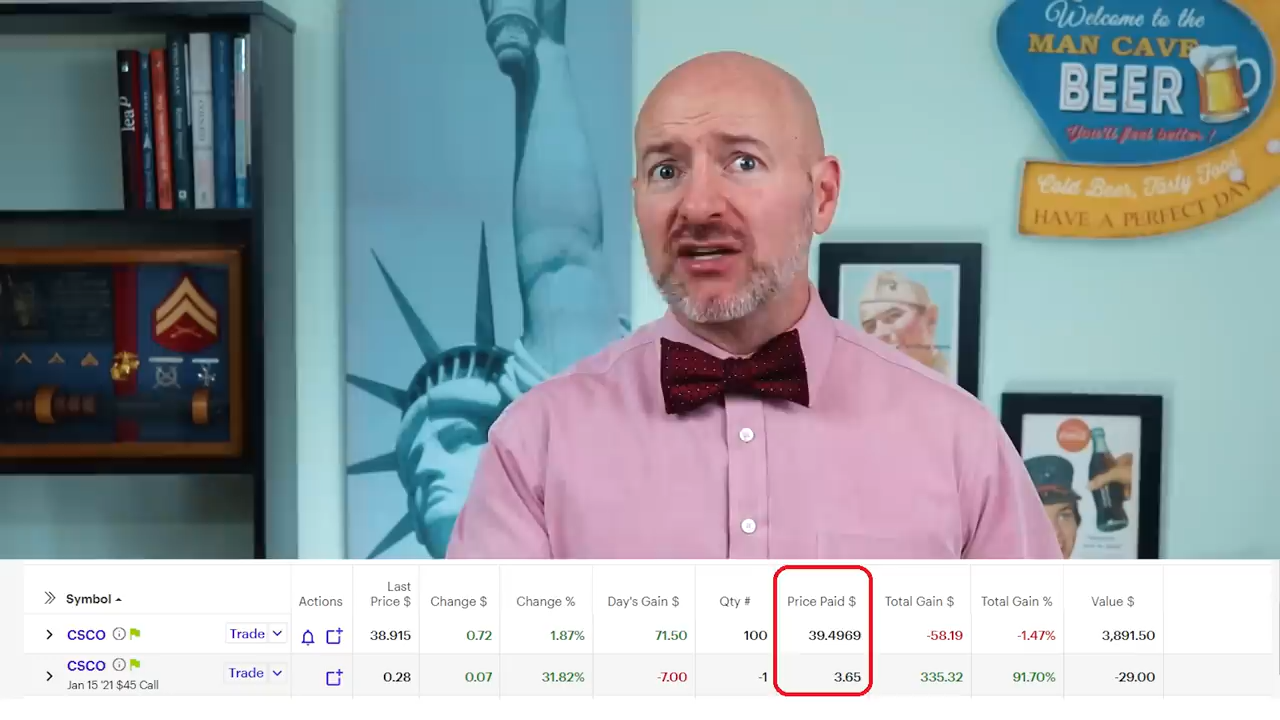 Welcome to the
MAN CAVE
BEER
You'll feel better!
Cold Beer, Tasty Food
HAVE A PERFECT DAY
lea
Symbol
Actions
Last
Price $
Change $
Change %
Day's Gain $
Qty #
Price Paid $
Total Gain $
Total Gain %
Value $
CSCO Trade 38.915 0.72 1.87% 71.50 100 39.4969 -58.19 -1.47% 3,891.50
CSCO Trade 0.28 0.07 31.82% -7.00 -1 3.65 335.32 91.70% -29.00
Jan 15 '21 $45 Call